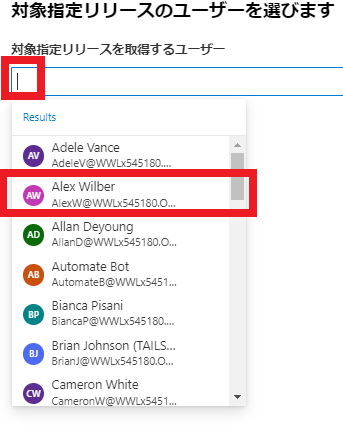 対象指定リリースのユーザーを選びます
対象指定リリースを取得するユーザー
Results
AV Adele Vance
AdeleV@WWLx545180....
AW Alex Wilber
AlexW@WWLx545180.O...
AD Allan Deyoung
AllanD@WWLx545180....
AB Automate Bot
AutomateB@WWLx5451...
BP Bianca Pisani
BiancaP@WWLx545180....
BJ Brian Johnson (TAILS...
BrianJ@WWLx545180.O...
CW Cameron White
CameronW@WWLx5451...